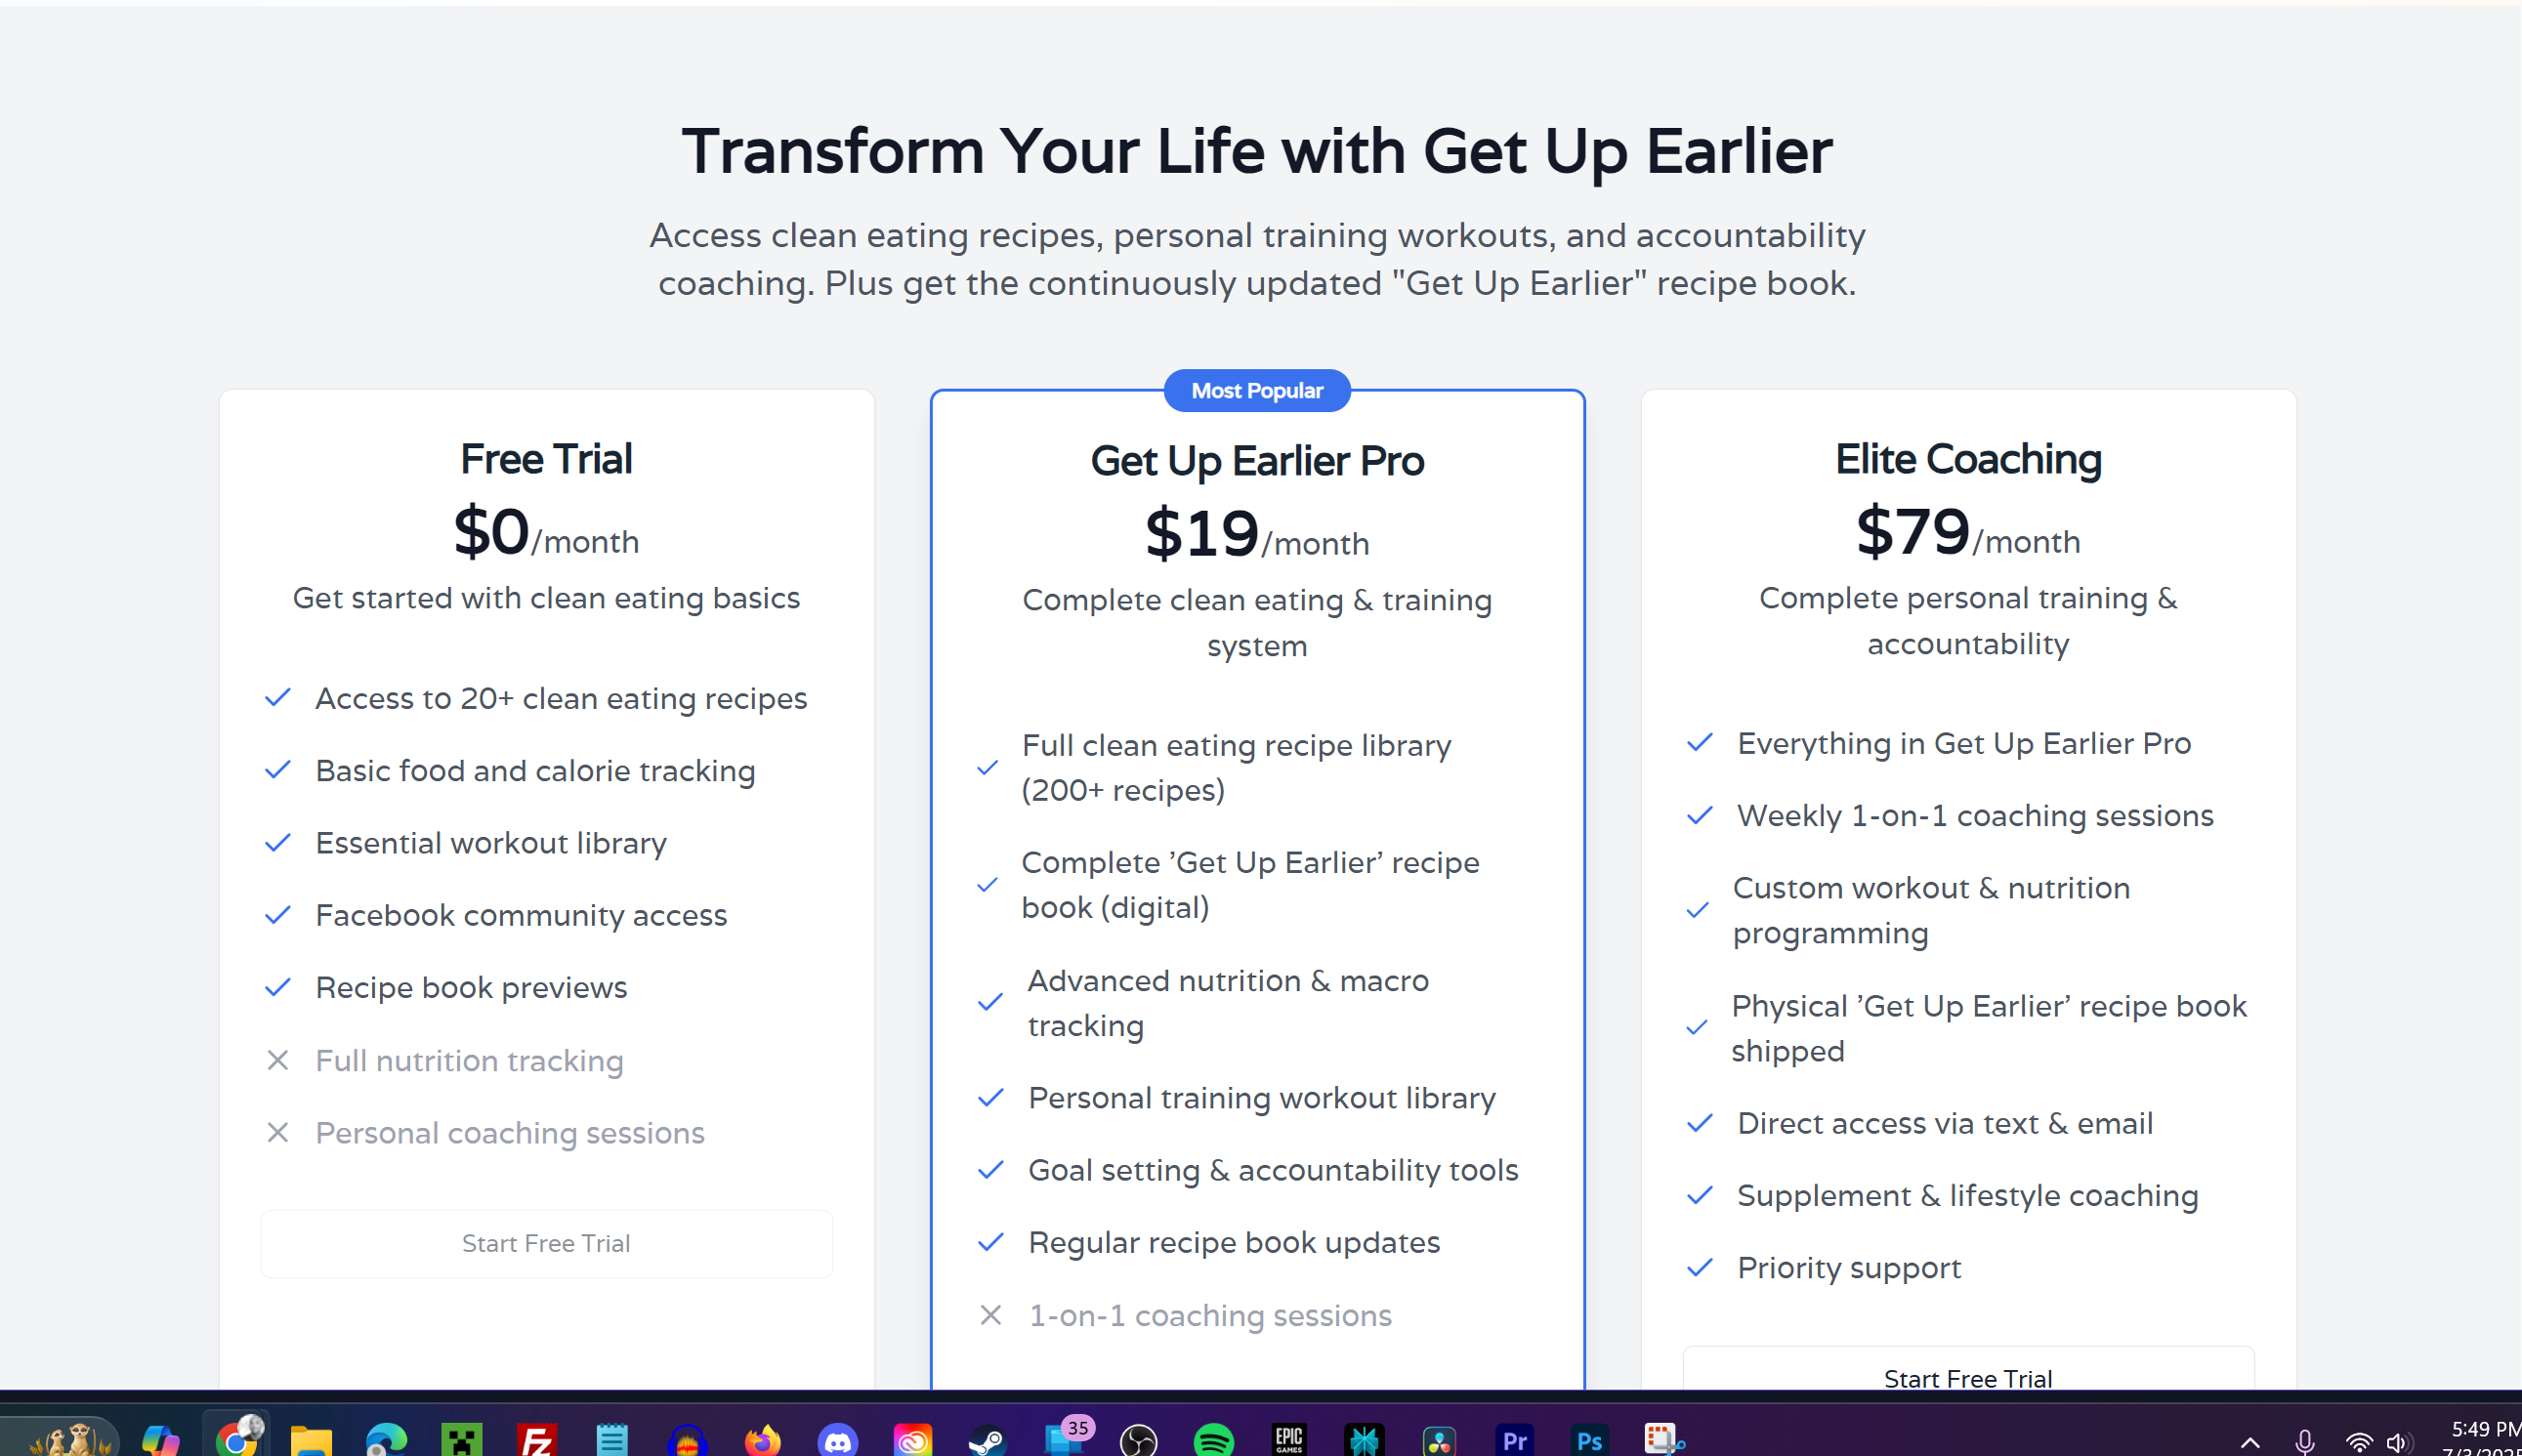 Transform Your Life with Get Up Earlier
Access clean eating recipes, personal training workouts, and accountability
coaching. Plus get the continuously updated "Get Up Earlier" recipe book.
Free Trial
$0/month
Get started with clean eating basics
Access to 20+ clean eating recipes
Basic food and calorie tracking
Essential workout library
Facebook community access
Recipe book previews
Full nutrition tracking
Personal coaching sessions
Start Free Trial
Most Popular
Get Up Earlier Pro
$19/month
Complete clean eating & training
system
Full clean eating recipe library
(200+ recipes)
Complete 'Get Up Earlier' recipe
book (digital)
Advanced nutrition & macro
tracking
Personal training workout library
Goal setting & accountability tools
Regular recipe book updates
1-on-1 coaching sessions
Elite Coaching
$79/month
Complete personal training &
accountability
Everything in Get Up Earlier Pro
Weekly 1-on-1 coaching sessions
Custom workout & nutrition
programming
Physical 'Get Up Earlier' recipe book
shipped
Direct access via text & email
Supplement & lifestyle coaching
Priority support
Start Free Trial
Fz
35
EPIC
GAMES
Pr
Ps
5:49 PM